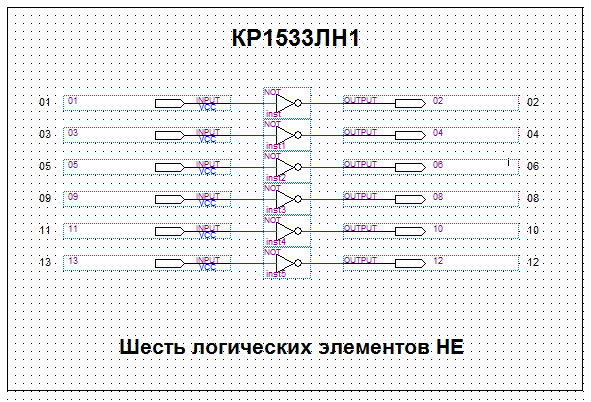 КР1533ЛН1
NOT
01 01 INPUT VCC OUTPUT 02 02
inst
NOT
03 03 INPUT VCC OUTPUT 04 04
inst1
NOT
05 05 INPUT VCC OUTPUT 06 06
inst2
NOT
09 09 INPUT VCC OUTPUT 08 08
inst3
NOT
11 11 INPUT VCC OUTPUT 10 10
inst4
NOT
13 13 INPUT VCC OUTPUT 12 12
inst5
Шесть логических элементов НЕ